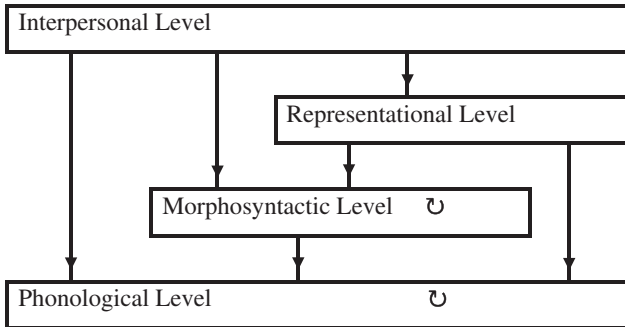 Interpersonal Level
Representational Level
Morphosyntactic Level ↻
Phonological Level ↻